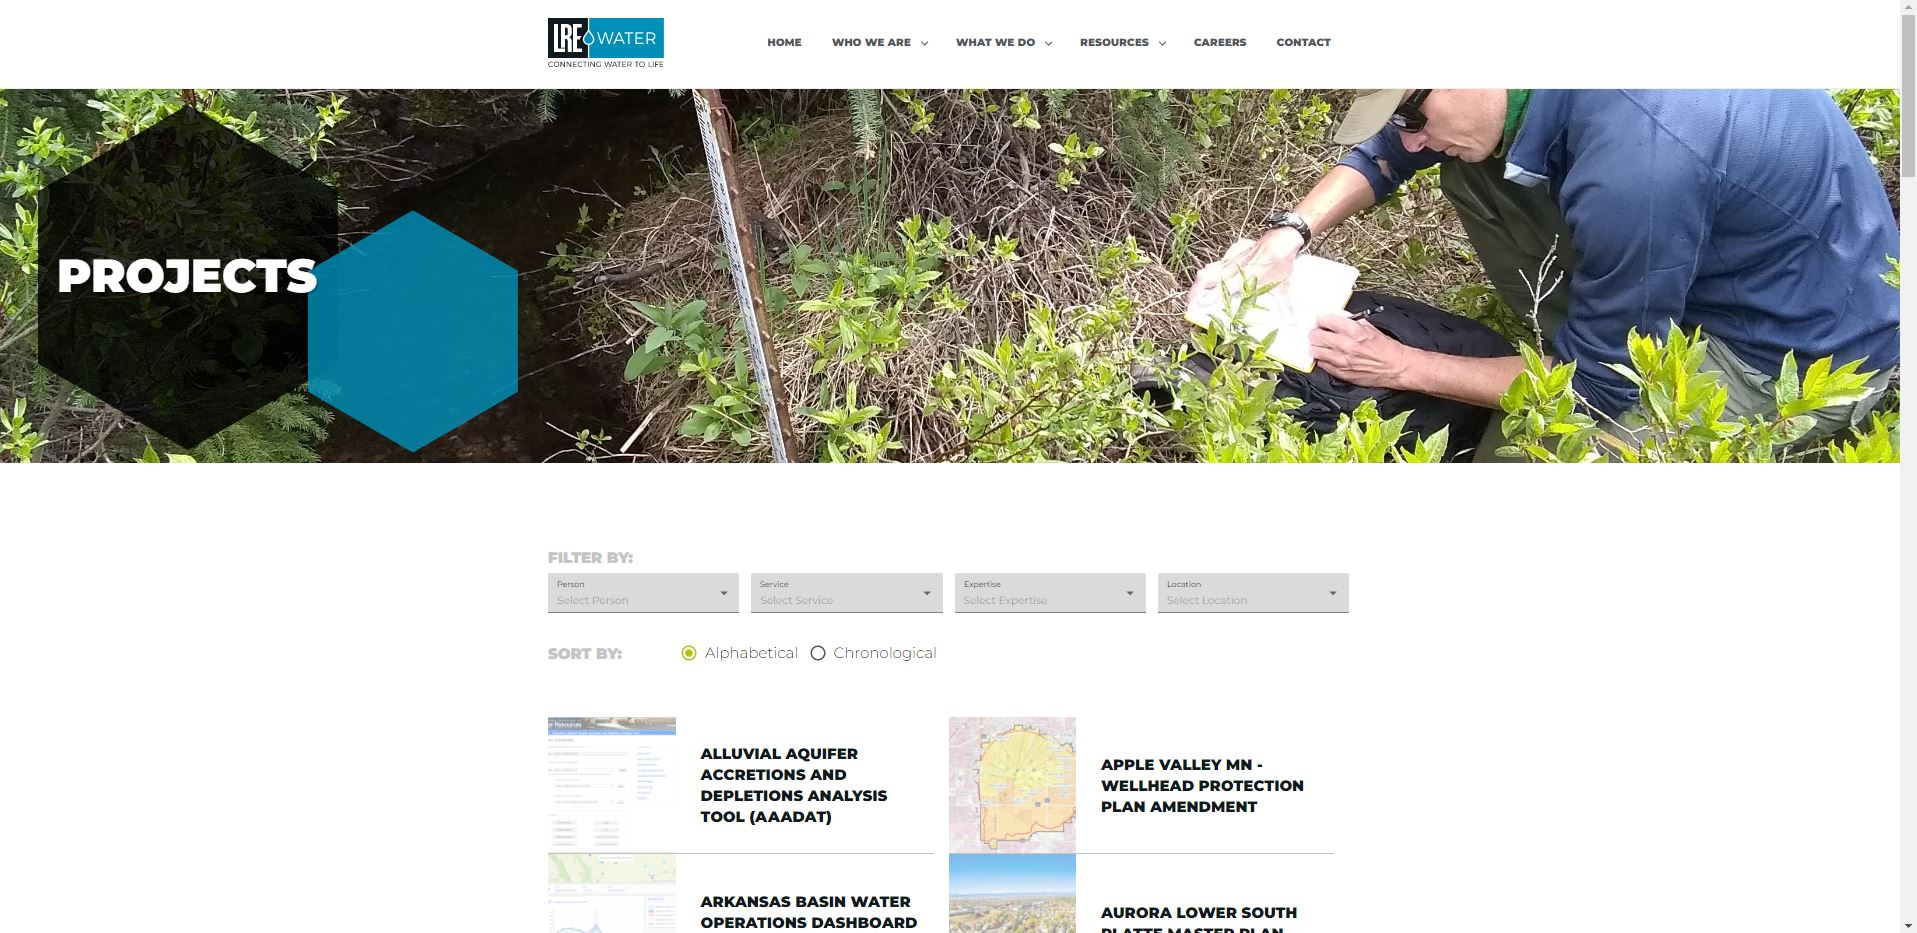 LRE WATER
CONNECTING WATER TO LIFE
HOME WHO WE ARE WHAT WE DO RESOURCES CAREERS CONTACT
PROJECTS
FILTER BY:
Person
Select Person
Service
Select Service
Expertise
Select Expertise
Location
Select Location
SORT BY: Alphabetical Chronological
ALLUVIAL AQUIFER
ACCRETIONS AND
DEPLETIONS ANALYSIS
TOOL (AAADAT)
APPLE VALLEY MN -
WELLHEAD PROTECTION
PLAN AMENDMENT
ARKANSAS BASIN WATER
OPERATIONS DASHBOARD
AURORA LOWER SOUTH
PLATTE MASTER PLAN